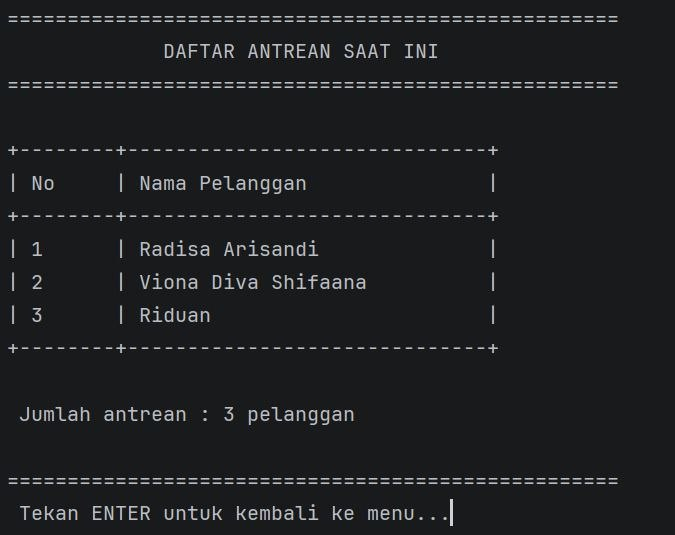 ===================================================
             DAFTAR ANTREAN SAAT INI
===================================================
+--------+------------------------------+
| No     | Nama Pelanggan               |
+--------+------------------------------+
| 1      | Radisa Arisandi              |
| 2      | Viona Diva Shifaana          |
| 3      | Riduan                       |
+--------+------------------------------+
Jumlah antrean : 3 pelanggan
===================================================
Tekan ENTER untuk kembali ke menu...